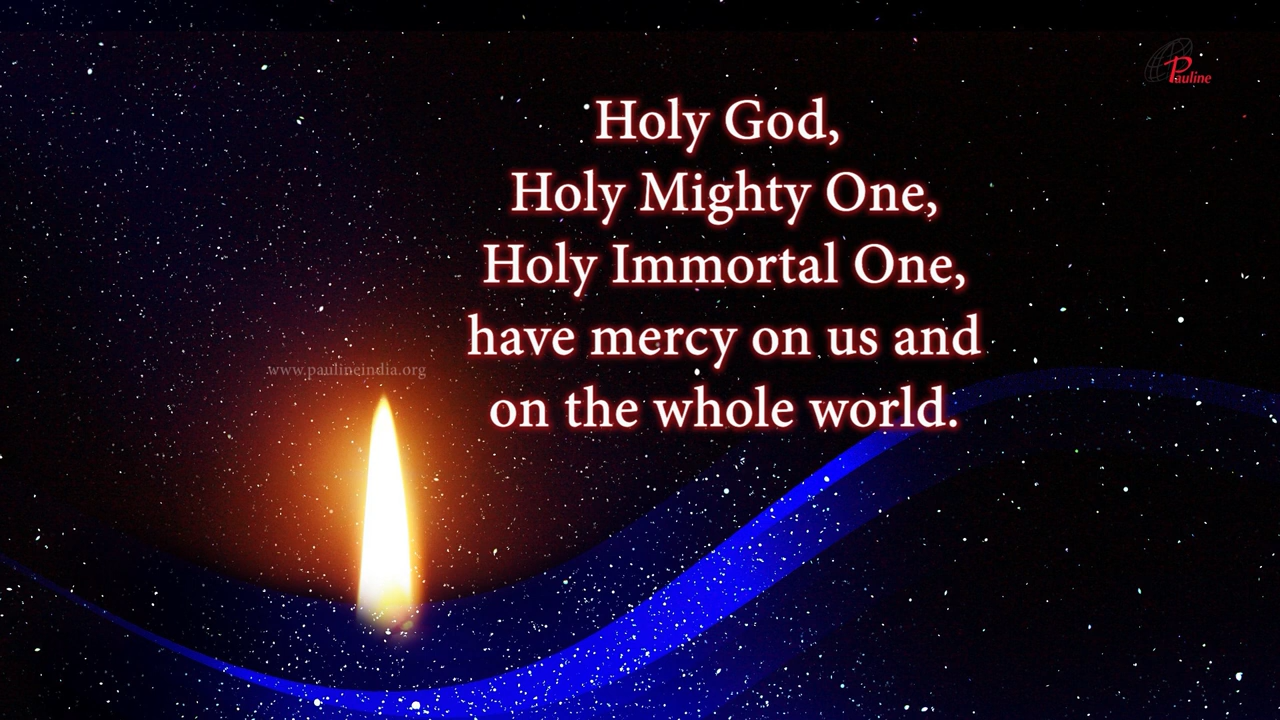 Pauline
Holy God,
Holy Mighty One,
Holy Immortal One,
have mercy on us and
on the whole world.
www.paulineindia.org